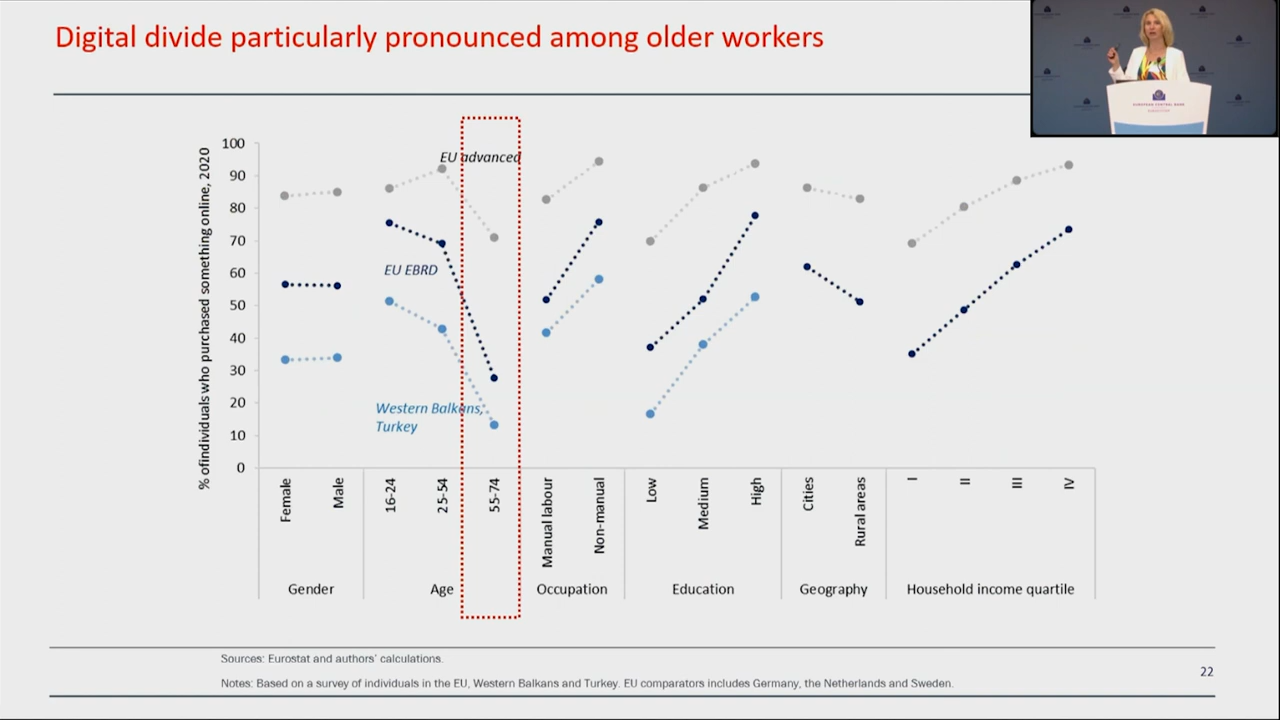 Digital divide particularly pronounced among older workers
EUROPEAN CENTRAL BANK
% ofindividuals who purchased something online, 2020
100
90
80
70
60
50
40
30
20
10
0
EU advanced
EU EBRD
Western Balkans,
Turkey
Female
Male
16-24
25-54
55-74
Manual labour
Non-manual
Low
Medium
High
Cities
Rural areas
I
II
III
IV
Gender
Age
Occupation
Education
Geography
Household income quartile
Sources: Eurostat and authors' calculations.
Notes: Based on a survey of individuals in the EU, Western Balkans and Turkey. EU comparators includes Germany, the Netherlands and Sweden.
22